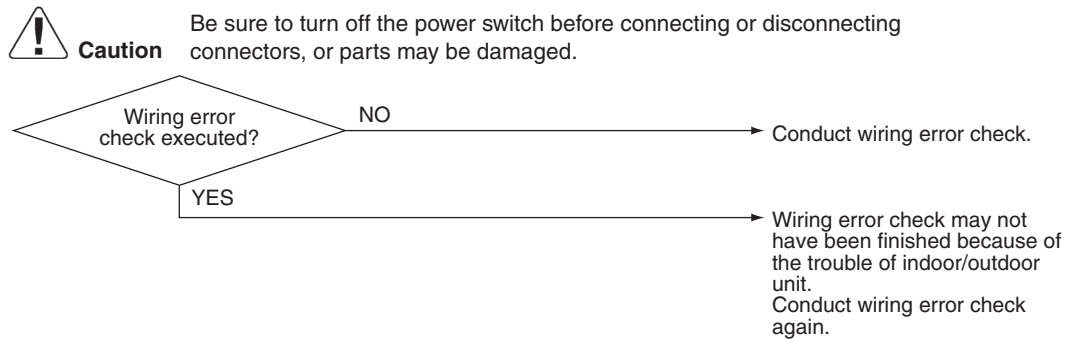 Be sure to turn off the power switch before connecting or disconnecting
Caution connectors, or parts may be damaged.
Wiring error
check executed?
NO
Conduct wiring error check.
YES
Wiring error check may not
have been finished because of
the trouble of indoor/outdoor
unit.
Conduct wiring error check
again.